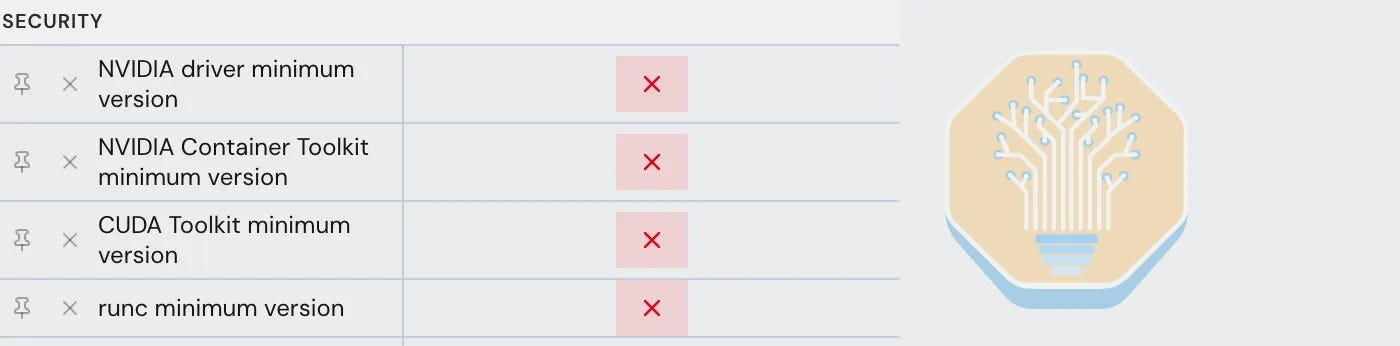 SECURITY
NVIDIA driver minimum
version
NVIDIA Container Toolkit
minimum version
CUDA Toolkit minimum
version
runc minimum version